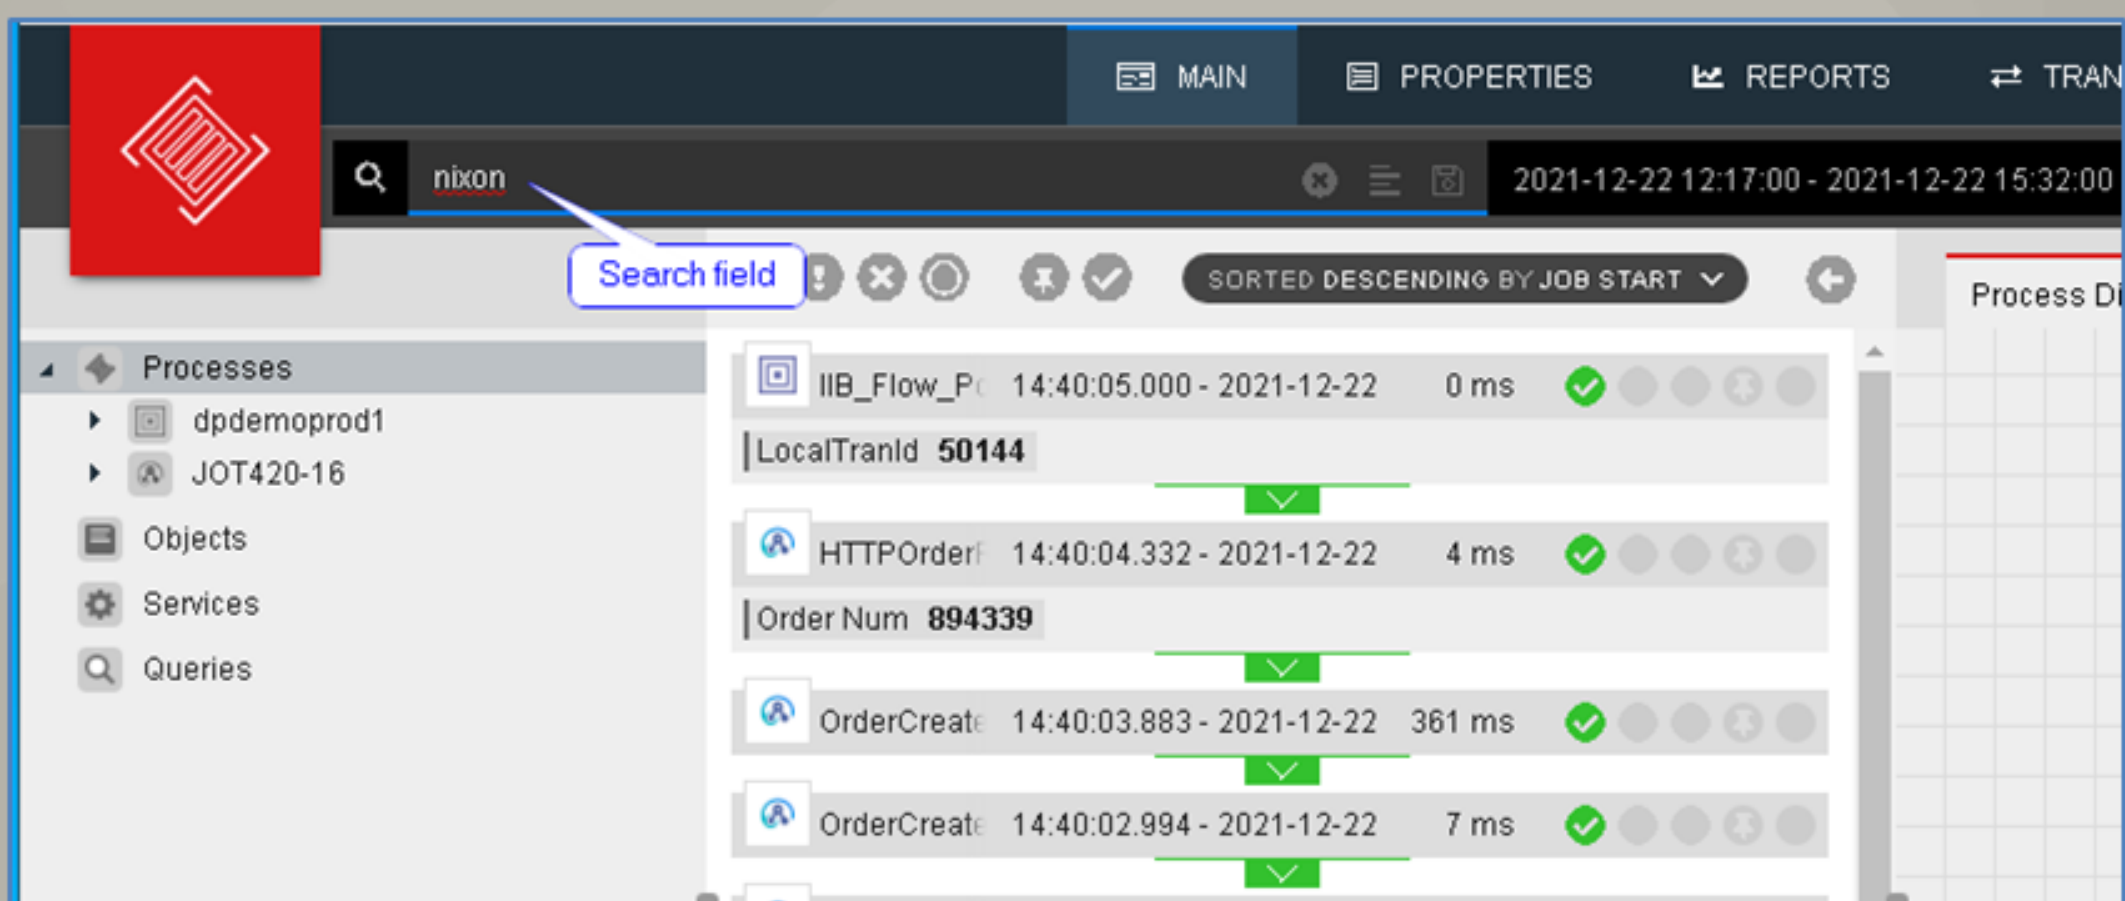 MAIN PROPERTIES REPORTS TRAN
nixon 2021-12-22 12:17:00 - 2021-12-22 15:32:00
Search field
SORTED DESCENDING BY JOB START
Process Di
Processes
dpdemoprod1
JOT420-16
Objects
Services
Queries
IIB_Flow_Po 14:40:05.000 - 2021-12-22 0 ms
LocalTranId 50144
HTTPOrder 14:40:04.332 - 2021-12-22 4 ms
Order Num 894339
OrderCreate 14:40:03.883 - 2021-12-22 361 ms
OrderCreate 14:40:02.994 - 2021-12-22 7 ms